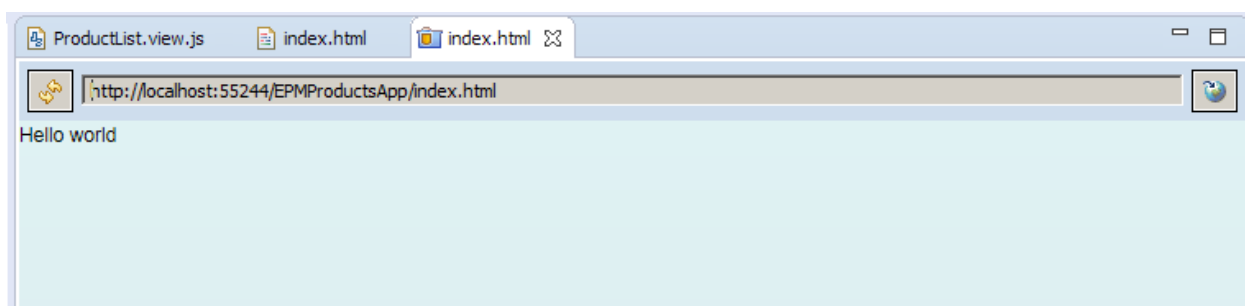 ProductList.view.js index.html index.html
http://localhost:55244/EPMProductsApp/index.html
Hello world